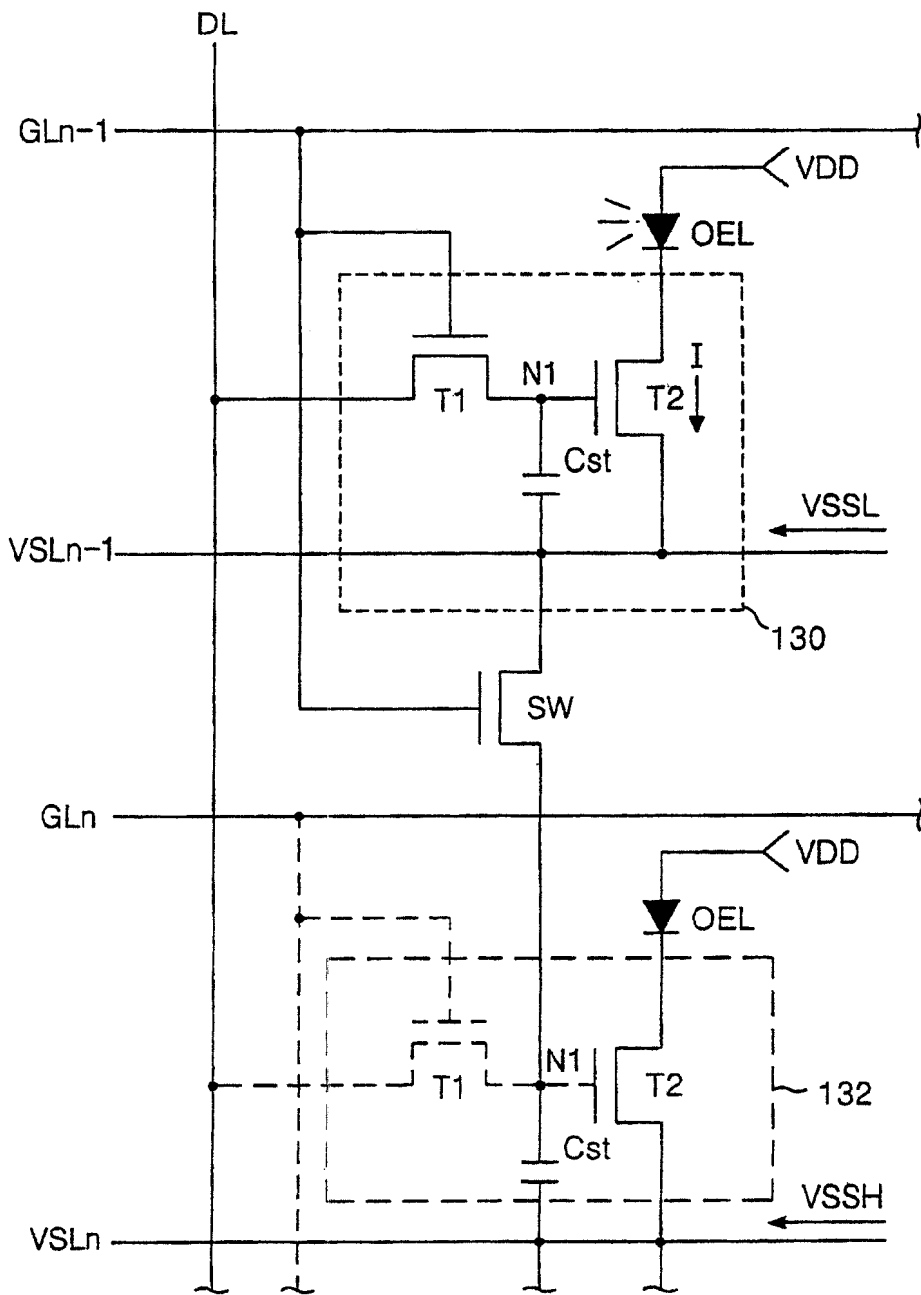 DL
GLn-1
VDD
OEL
N1
I
T1
T2
Cst
VSSL
VSLn-1
130
SW
GLn
VDD
OEL
N1
T1
T2
132
Cst
VSSH
VSLn